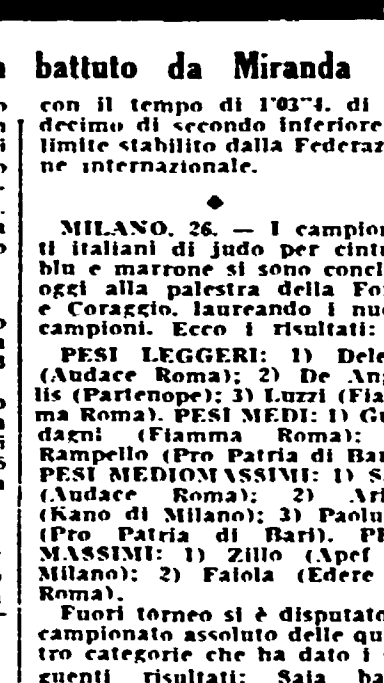 battuto da Miranda
con il tempo di 1'03"4. di
decimo di secondo inferiore
limite stabilito dalla Federaz
ne internazionale.
MILANO, 26. — I campion
ti italiani di judo per cintu
blu e marrone si sono concl
oggi alla palestra della Fo
e Coraggio. laureando i nuo
campioni. Ecco i risultati:
PESI LEGGERI: 1) Dele
(Audace Roma); 2) De Ang
lis (Partenope); 3) Luzzi (Fia
ma Roma). PESI MEDI: 1) Gu
dagni (Fiamma Roma);
Rampello (Pro Patria di Bar
PESI MEDIOMASSIMI: 1) S
(Audace Roma); 2) Ari
(Kano di Milano); 3) Paolu
(Pro Patria di Bari). PE
MASSIMI: 1) Zillo (Apef
Milano); 2) Faiola (Edere
Roma).
Fuori torneo si è disputato
campionato assoluto delle qu
tro categorie che ha dato i
guenti risultati: Saia ba